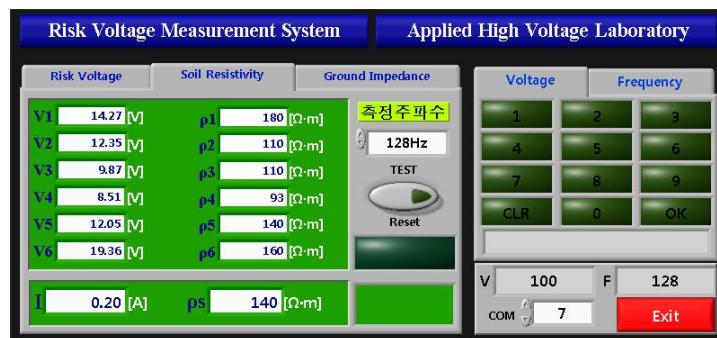 Risk Voltage Measurement System
Applied High Voltage Laboratory
Risk Voltage
Soil Resistivity
Ground Impedance
V1 14.27 [V] ρ1 180 [Ω·m]
V2 12.35 [V] ρ2 110 [Ω·m]
V3 9.87 [V] ρ3 110 [Ω·m]
V4 8.51 [V] ρ4 93 [Ω·m]
V5 12.05 [V] ρ5 140 [Ω·m]
V6 19.36 [V] ρ6 160 [Ω·m]
I 0.20 [A] ρs 140 [Ω·m]
측정주파수
128Hz
TEST
Reset
Voltage
Frequency
1 2 3
4 5 6
7 8 9
CLR 0 OK
V 100 F 128
COM 7 Exit